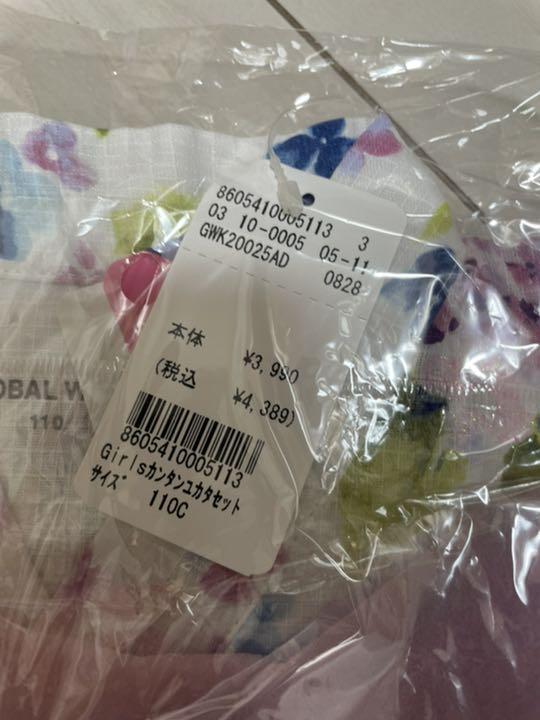 8605410005113 3
03 10-0005 05-11
GWK20025AD 0828
本体 ¥3,990
(税込 ¥4,389)
8605410005113
Girlsカンタンユカタセット
サイズ 110C
OBAL W
110